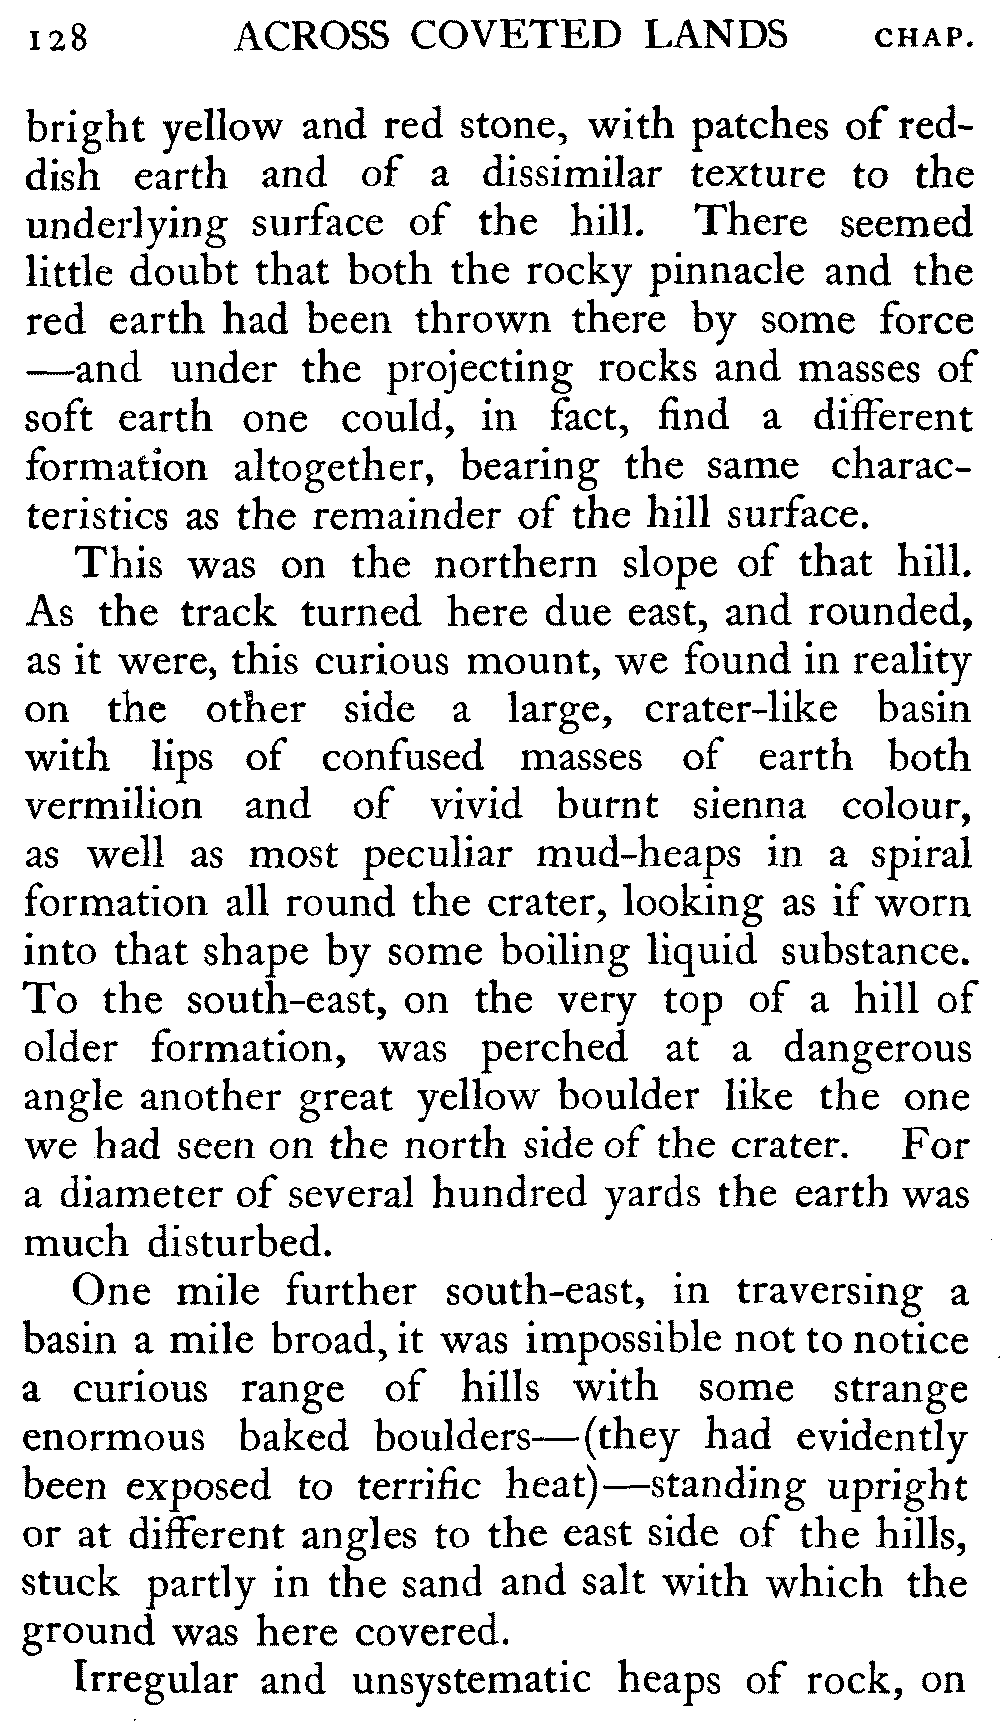 128 ACROSS COVETED LANDS CHAP.
bright yellow and red stone, with patches of red-
dish earth and of a dissimilar texture to the
underlying surface of the hill. There seemed
little doubt that both the rocky pinnacle and the
red earth had been thrown there by some force
—and under the projecting rocks and masses of
soft earth one could, in fact, find a different
formation altogether, bearing the same charac-
teristics as the remainder of the hill surface.
This was on the northern slope of that hill.
As the track turned here due east, and rounded,
as it were, this curious mount, we found in reality
on the other side a large, crater-like basin
with lips of confused masses of earth both
vermilion and of vivid burnt sienna colour,
as well as most peculiar mud-heaps in a spiral
formation all round the crater, looking as if worn
into that shape by some boiling liquid substance.
To the south-east, on the very top of a hill of
older formation, was perched at a dangerous
angle another great yellow boulder like the one
we had seen on the north side of the crater. For
a diameter of several hundred yards the earth was
much disturbed.
One mile further south-east, in traversing a
basin a mile broad, it was impossible not to notice
a curious range of hills with some strange
enormous baked boulders—(they had evidently
been exposed to terrific heat)—standing upright
or at different angles to the east side of the hills,
stuck partly in the sand and salt with which the
ground was here covered.
Irregular and unsystematic heaps of rock, on